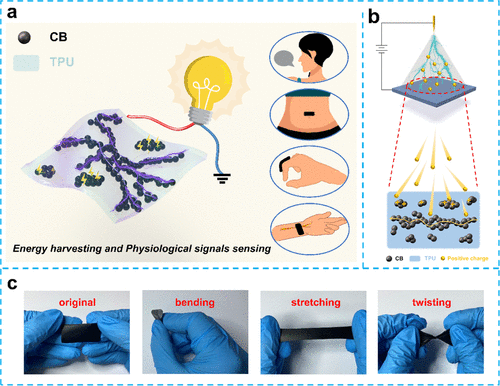 a
CB
TPU
Energy harvesting and Physiological signals sensing
b
CB TPU Positive charge
c
original bending stretching twisting